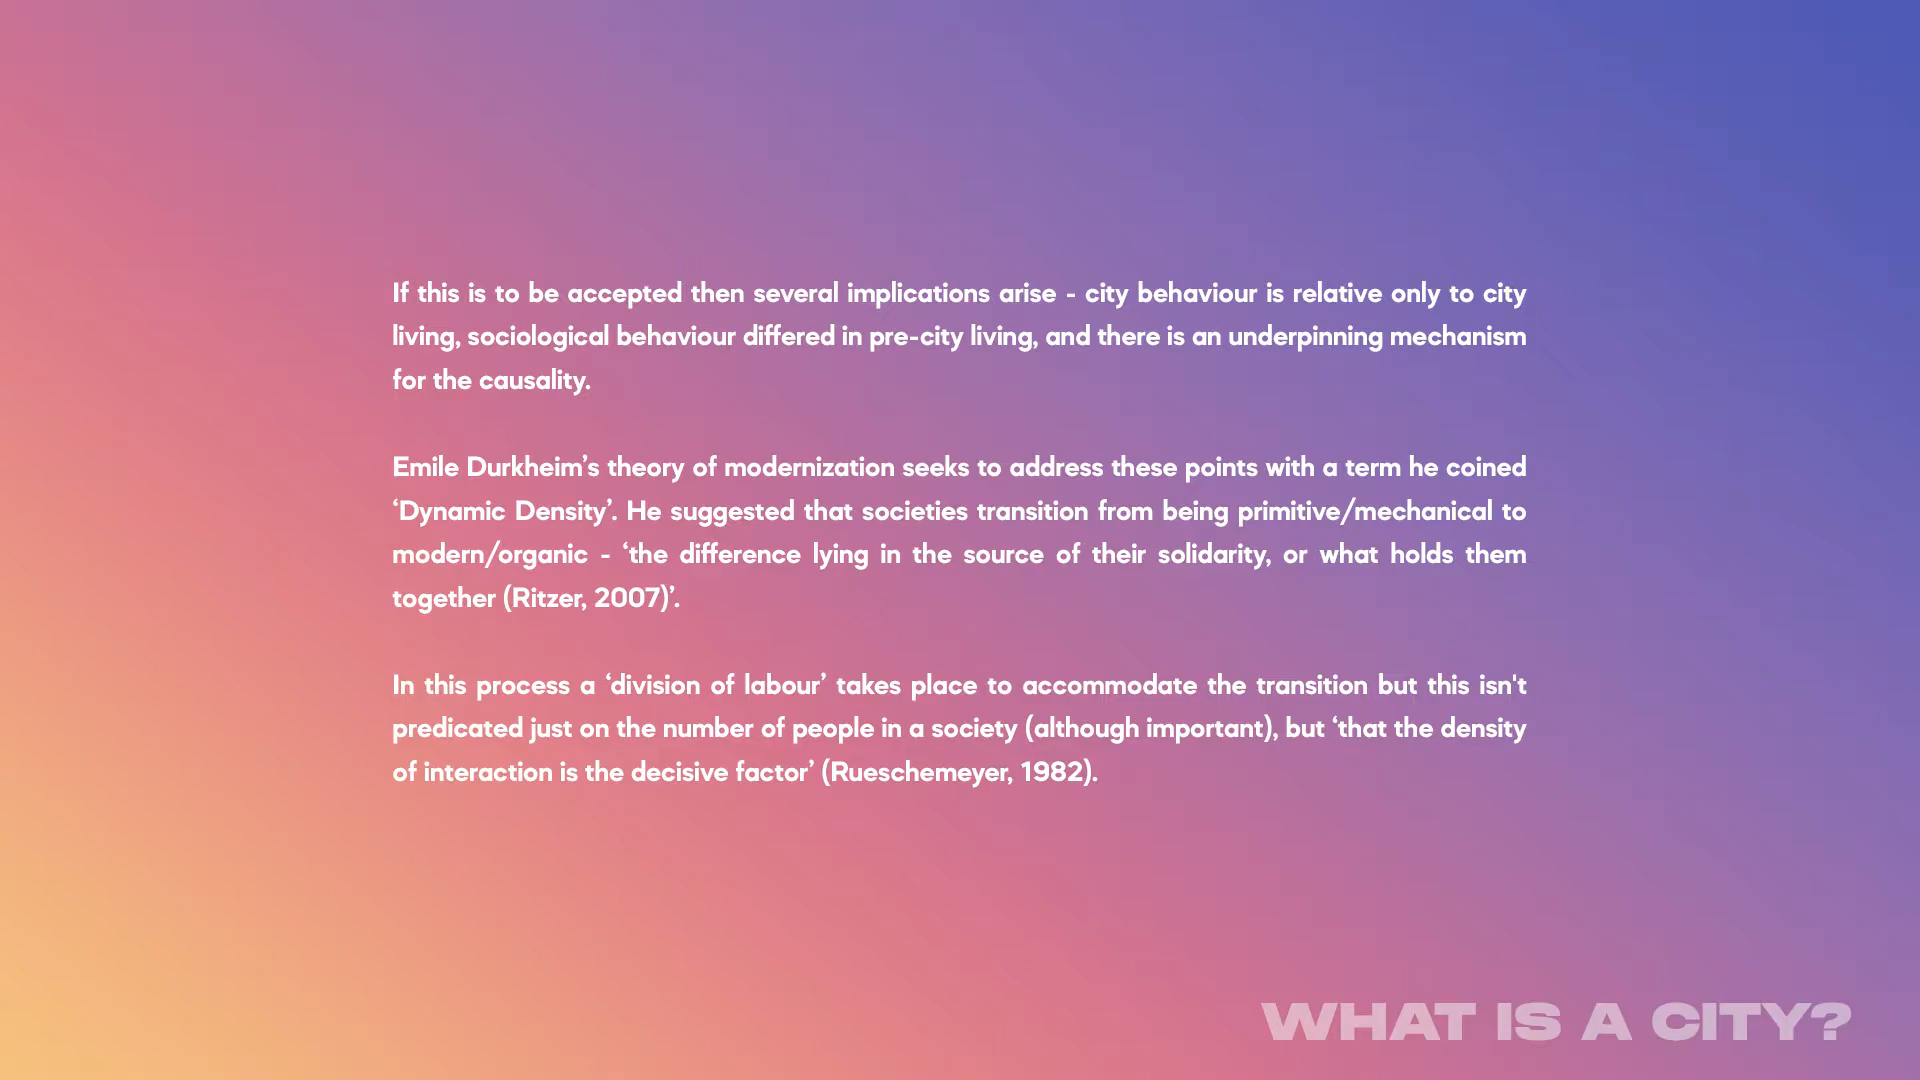 If this is to be accepted then several implications arise - city behaviour is relative only to city
living, sociological behaviour differed in pre-city living, and there is an underpinning mechanism
for the causality.
Emile Durkheim’s theory of modernization seeks to address these points with a term he coined
‘Dynamic Density’. He suggested that societies transition from being primitive/mechanical to
modern/organic - ‘the difference lying in the source of their solidarity, or what holds them
together (Ritzer, 2007)’.
In this process a ‘division of labour’ takes place to accommodate the transition but this isn't
predicated just on the number of people in a society (although important), but ‘that the density
of interaction is the decisive factor’ (Rueschemeyer, 1982).
WHAT IS A CITY?